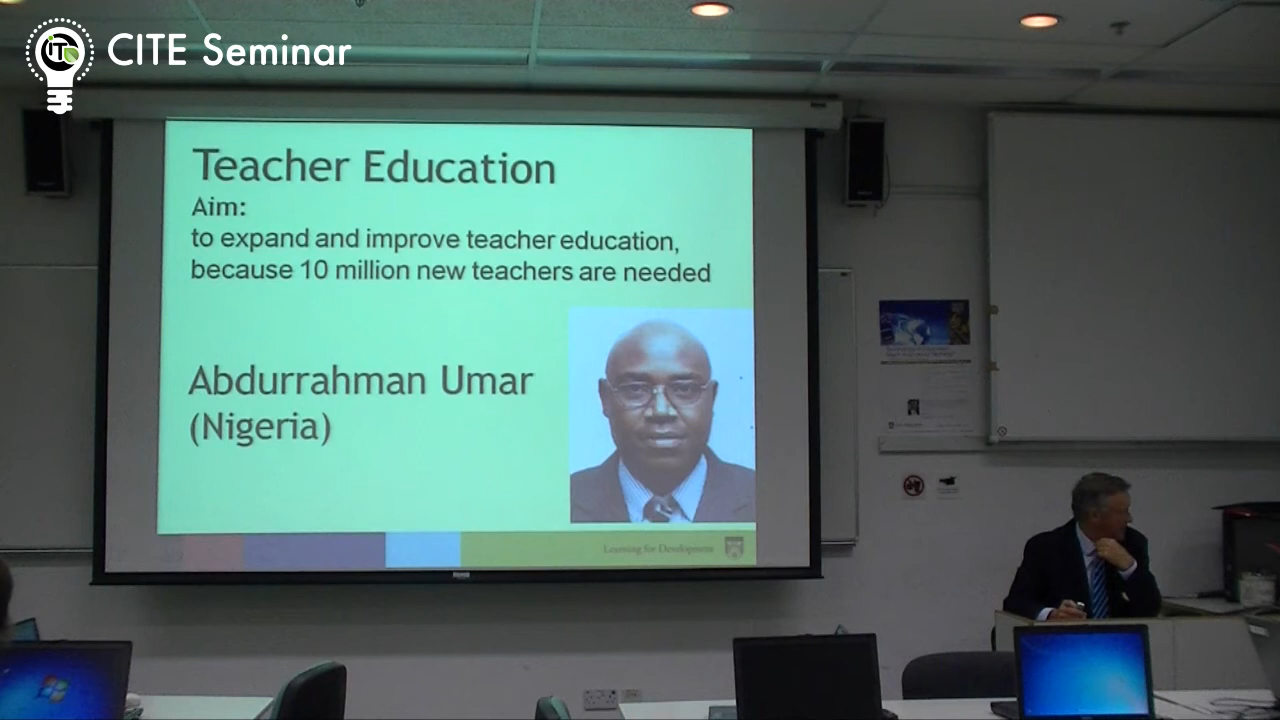 CITE Seminar
Teacher Education
Aim:
to expand and improve teacher education,
because 10 million new teachers are needed
Abdurrahman Umar
(Nigeria)
Learning for Development